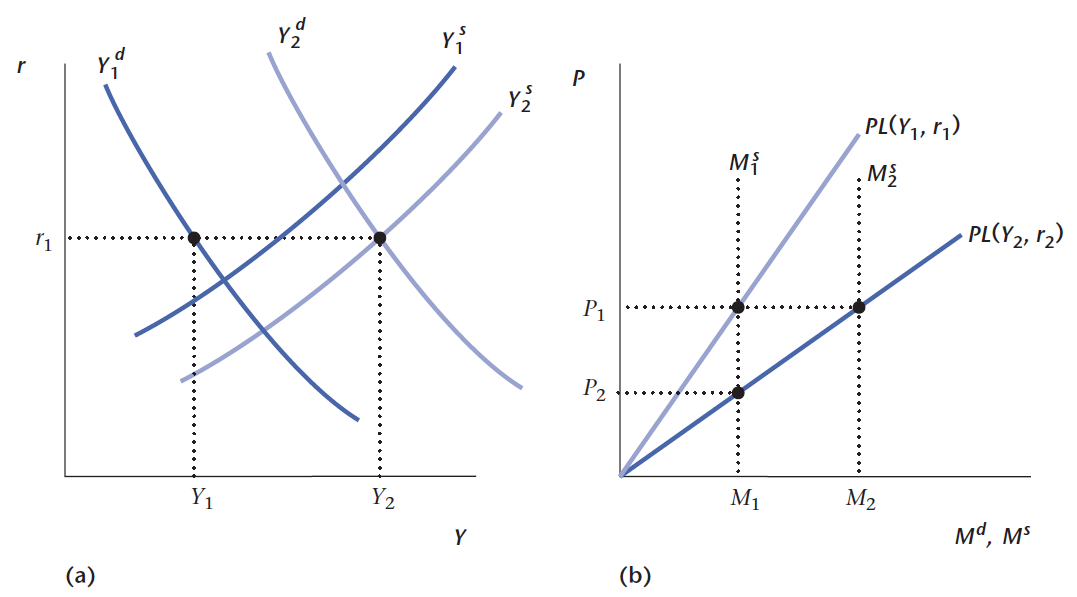 r
Y₁ᵈ
Y₂ᵈ
Y₁ˢ
Y₂ˢ
r₁
Y₁
Y₂
Y
(a)
P
M₁ˢ
M₂ˢ
PL(Y₁, r₁)
PL(Y₂, r₂)
P₁
P₂
M₁
M₂
Mᵈ, Mˢ
(b)